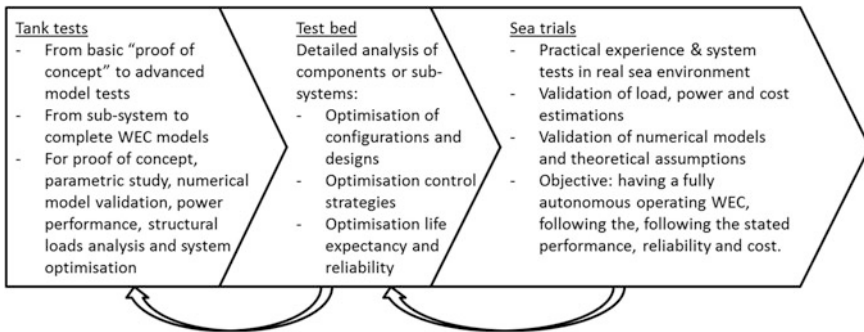 Tank tests
- From basic “proof of
concept” to advanced
model tests
- From sub-system to
complete WEC models
- For proof of concept,
parametric study, numerical
model validation, power
performance, structural
loads analysis and system
optimisation
Test bed
Detailed analysis of
components or sub-
systems:
- Optimisation of
configurations and
designs
- Optimisation control
strategies
- Optimisation life
expectancy and
reliability
Sea trials
- Practical experience & system
tests in real sea environment
- Validation of load, power and cost
estimations
- Validation of numerical models
and theoretical assumptions
- Objective: having a fully
autonomous operating WEC,
following the, following the stated
performance, reliability and cost.